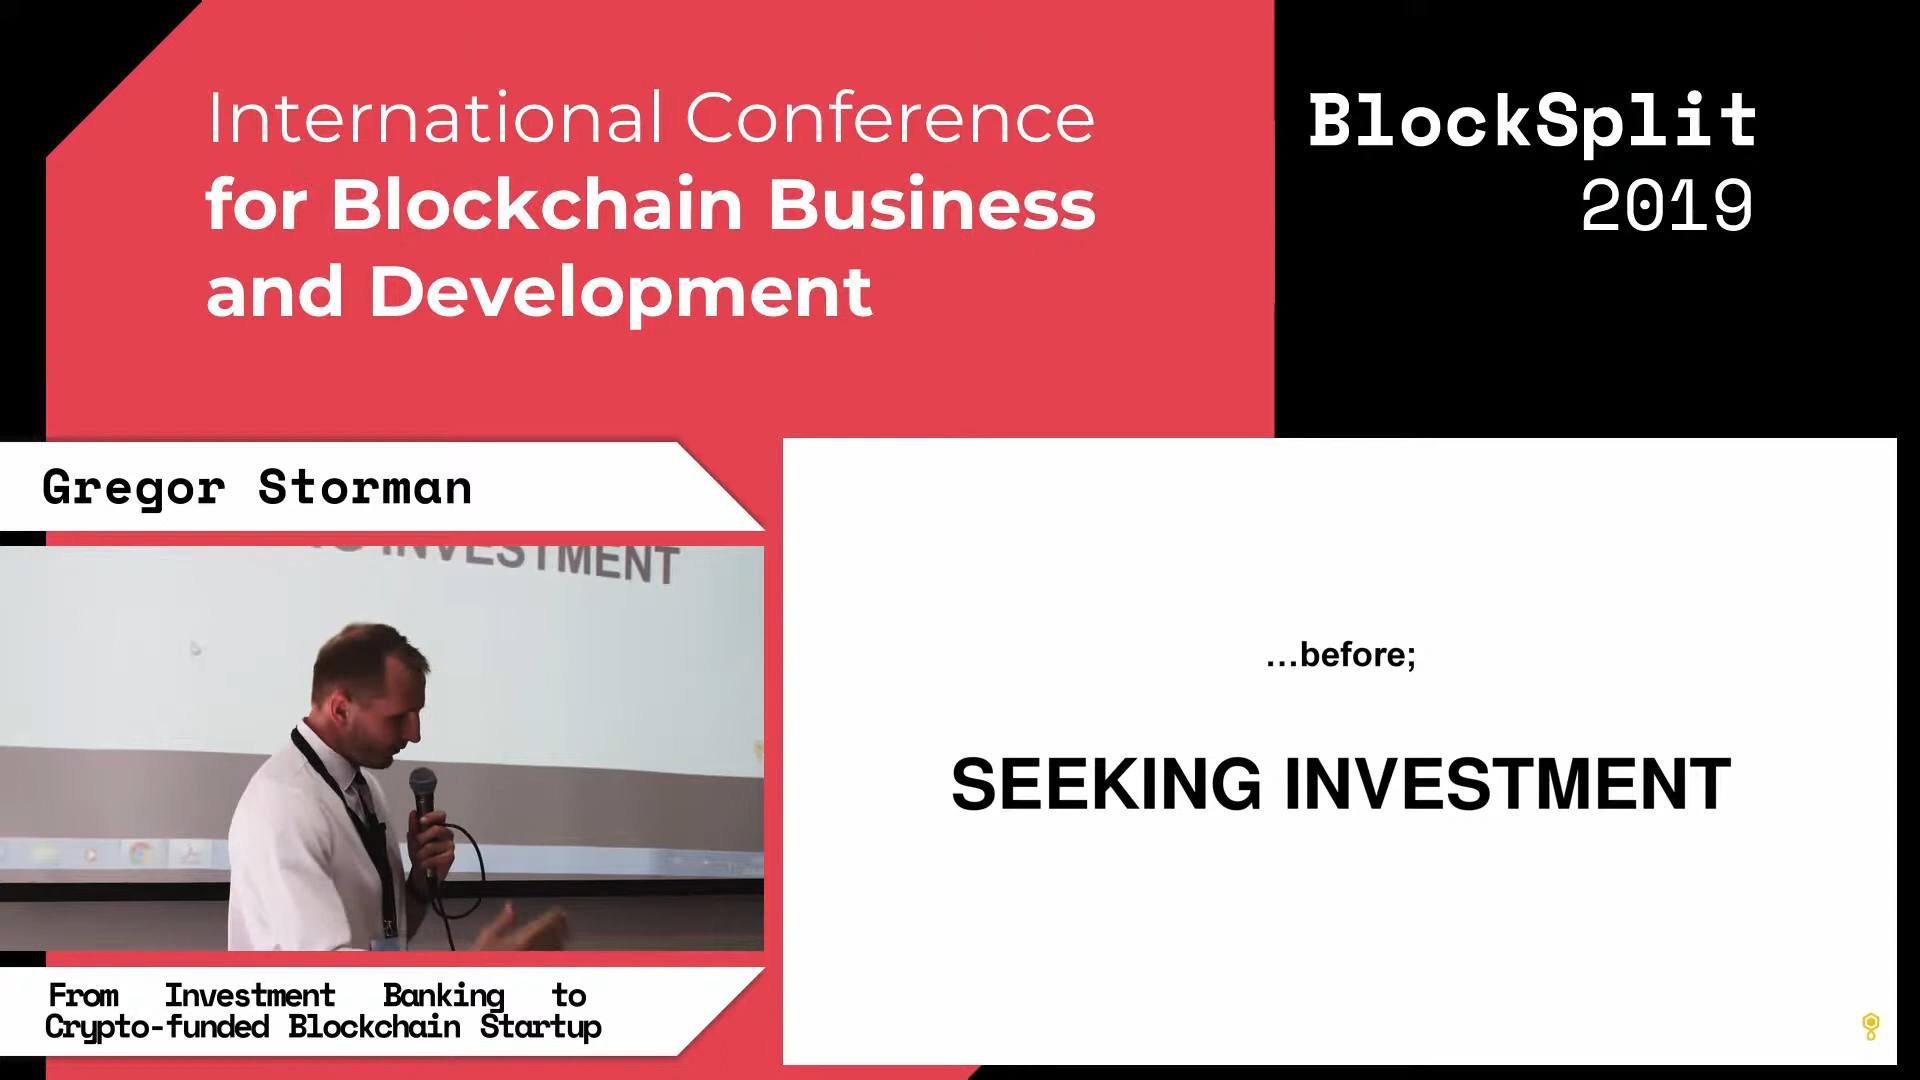 International Conference
for Blockchain Business
and Development
BlockSplit
2019
Gregor Storman
INVESTMENT
From Investment Banking to
Crypto-funded Blockchain Startup
…before;
SEEKING INVESTMENT